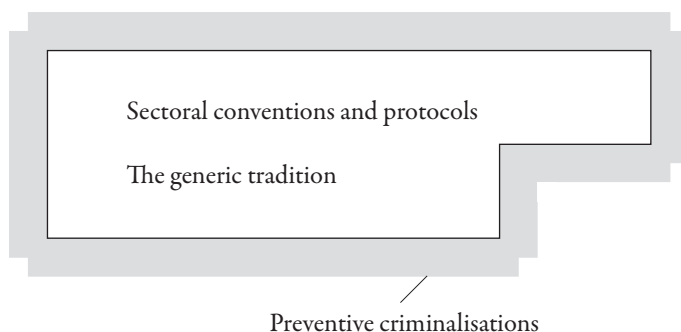 Sectoral conventions and protocols
The generic tradition
Preventive criminalisations